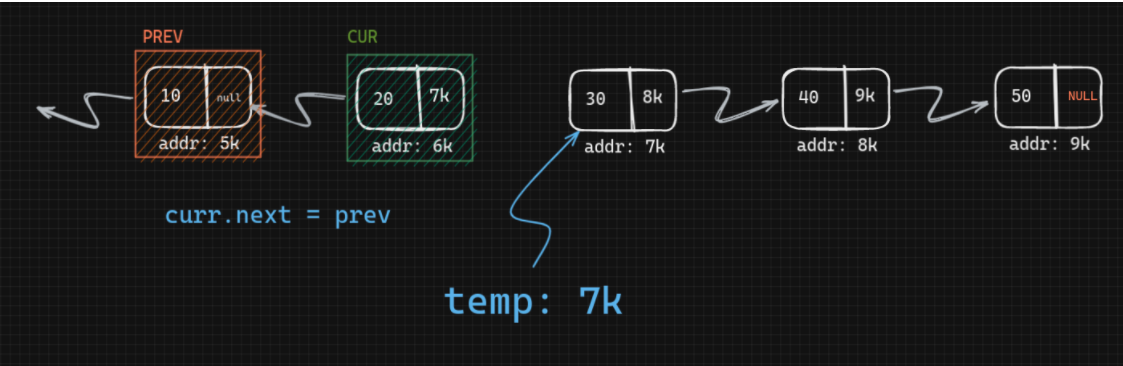 PREV
CUR
10 null
20 7k
30 8k
40 9k
50 NULL
addr: 5k
addr: 6k
addr: 7k
addr: 8k
addr: 9k
curr.next = prev
temp: 7k